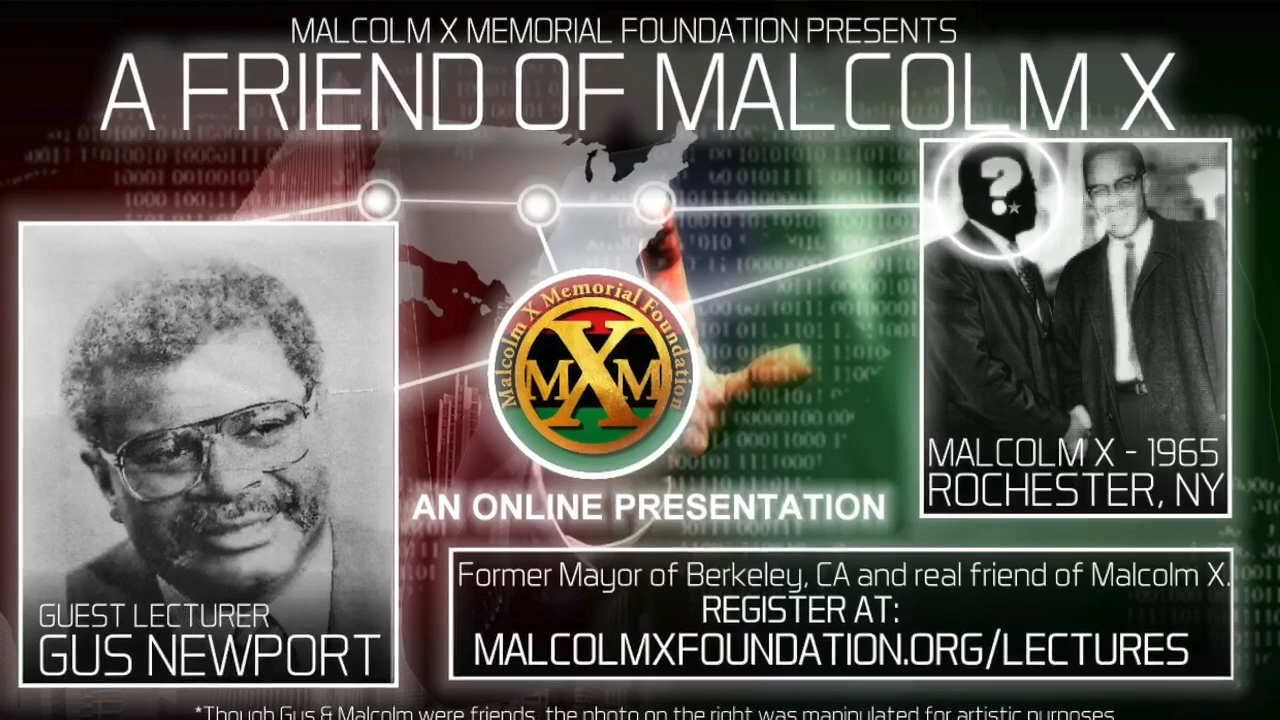 MALCOLM X MEMORIAL FOUNDATION PRESENTS
A FRIEND OF MALCOLM X
Malcolm X Memorial Foundation
MXM
AN ONLINE PRESENTATION
MALCOLM X - 1965
ROCHESTER, NY
?
GUEST LECTURER
GUS NEWPORT
Former Mayor of Berkeley, CA and real friend of Malcolm X.
REGISTER AT:
MALCOLMXFOUNDATION.ORG/LECTURES
*Though Gus & Malcolm were friends, the photo on the right was manipulated for artistic purposes